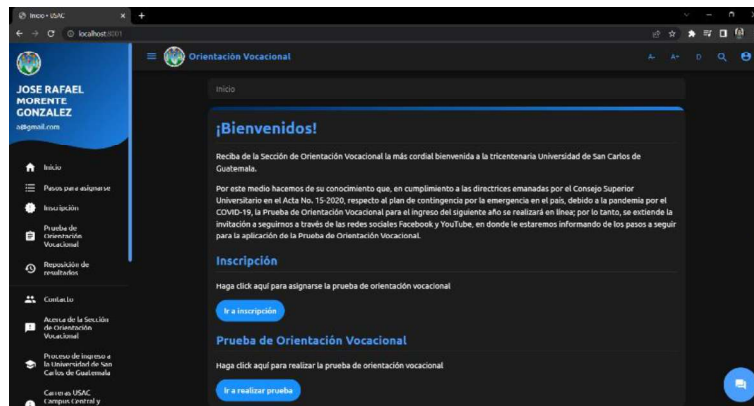 Inicio • USAC
localhost:8001
Orientación Vocacional
A-
A+
D
JOSE RAFAEL
MORENTE
GONZALEZ
a@gmail.com
Inicio
Pasos para asignarse
Inscripción
Prueba de
Orientación
Vocacional
Reposición de
resultados
Contacto
Acerca de la Sección
de Orientación
Vocacional
Proceso de ingreso a
la Universidad de San
Carlos de Guatemala
Carreras USAC
Campus Central y
Inicio
¡Bienvenidos!
Reciba de la Sección de Orientación Vocacional la más cordial bienvenida a la tricentenaria Universidad de San Carlos de
Guatemala.
Por este medio hacemos de su conocimiento que, en cumplimiento a las directrices emanadas por el Consejo Superior
Universitario en el Acta No. 15-2020, respecto al plan de contingencia por la emergencia en el país, debido a la pandemia por el
COVID-19, la Prueba de Orientación Vocacional para el ingreso del siguiente año se realizará en línea; por lo tanto, se extiende la
invitación a seguirnos a través de las redes sociales Facebook y YouTube, en donde le estaremos informando de los pasos a seguir
para la aplicación de la Prueba de Orientación Vocacional.
Inscripción
Haga click aquí para asignarse la prueba de orientación vocacional
Ir a inscripción
Prueba de Orientación Vocacional
Haga click aquí para realizar la prueba de orientación vocacional
Ir a realizar prueba